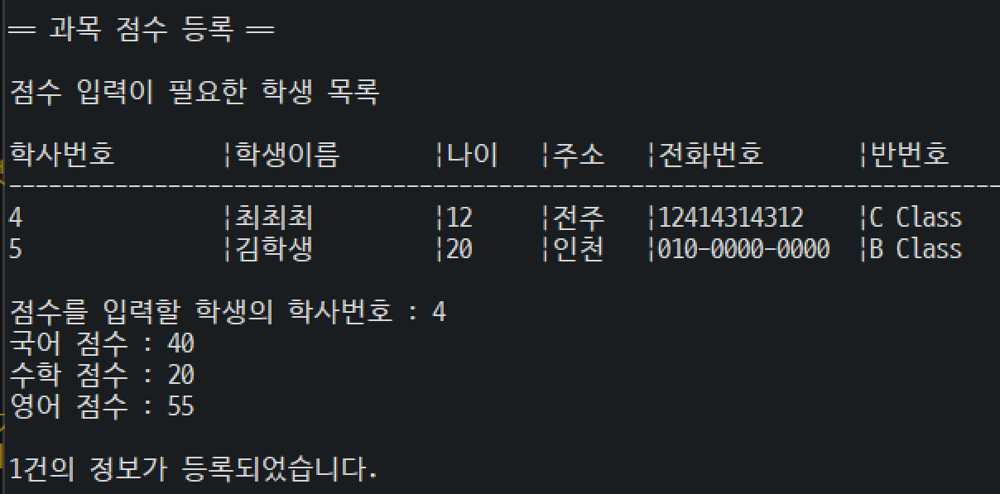 == 과목 점수 등록 ==
점수 입력이 필요한 학생 목록
학사번호 ¦학생이름 ¦나이 ¦주소 ¦전화번호 ¦반번호
--------------------------------------------------------------------------
4 ¦최최최 ¦12 ¦전주 ¦12414314312 ¦C Class
5 ¦김학생 ¦20 ¦인천 ¦010-0000-0000 ¦B Class
점수를 입력할 학생의 학사번호 : 4
국어 점수 : 40
수학 점수 : 20
영어 점수 : 55
1건의 정보가 등록되었습니다.